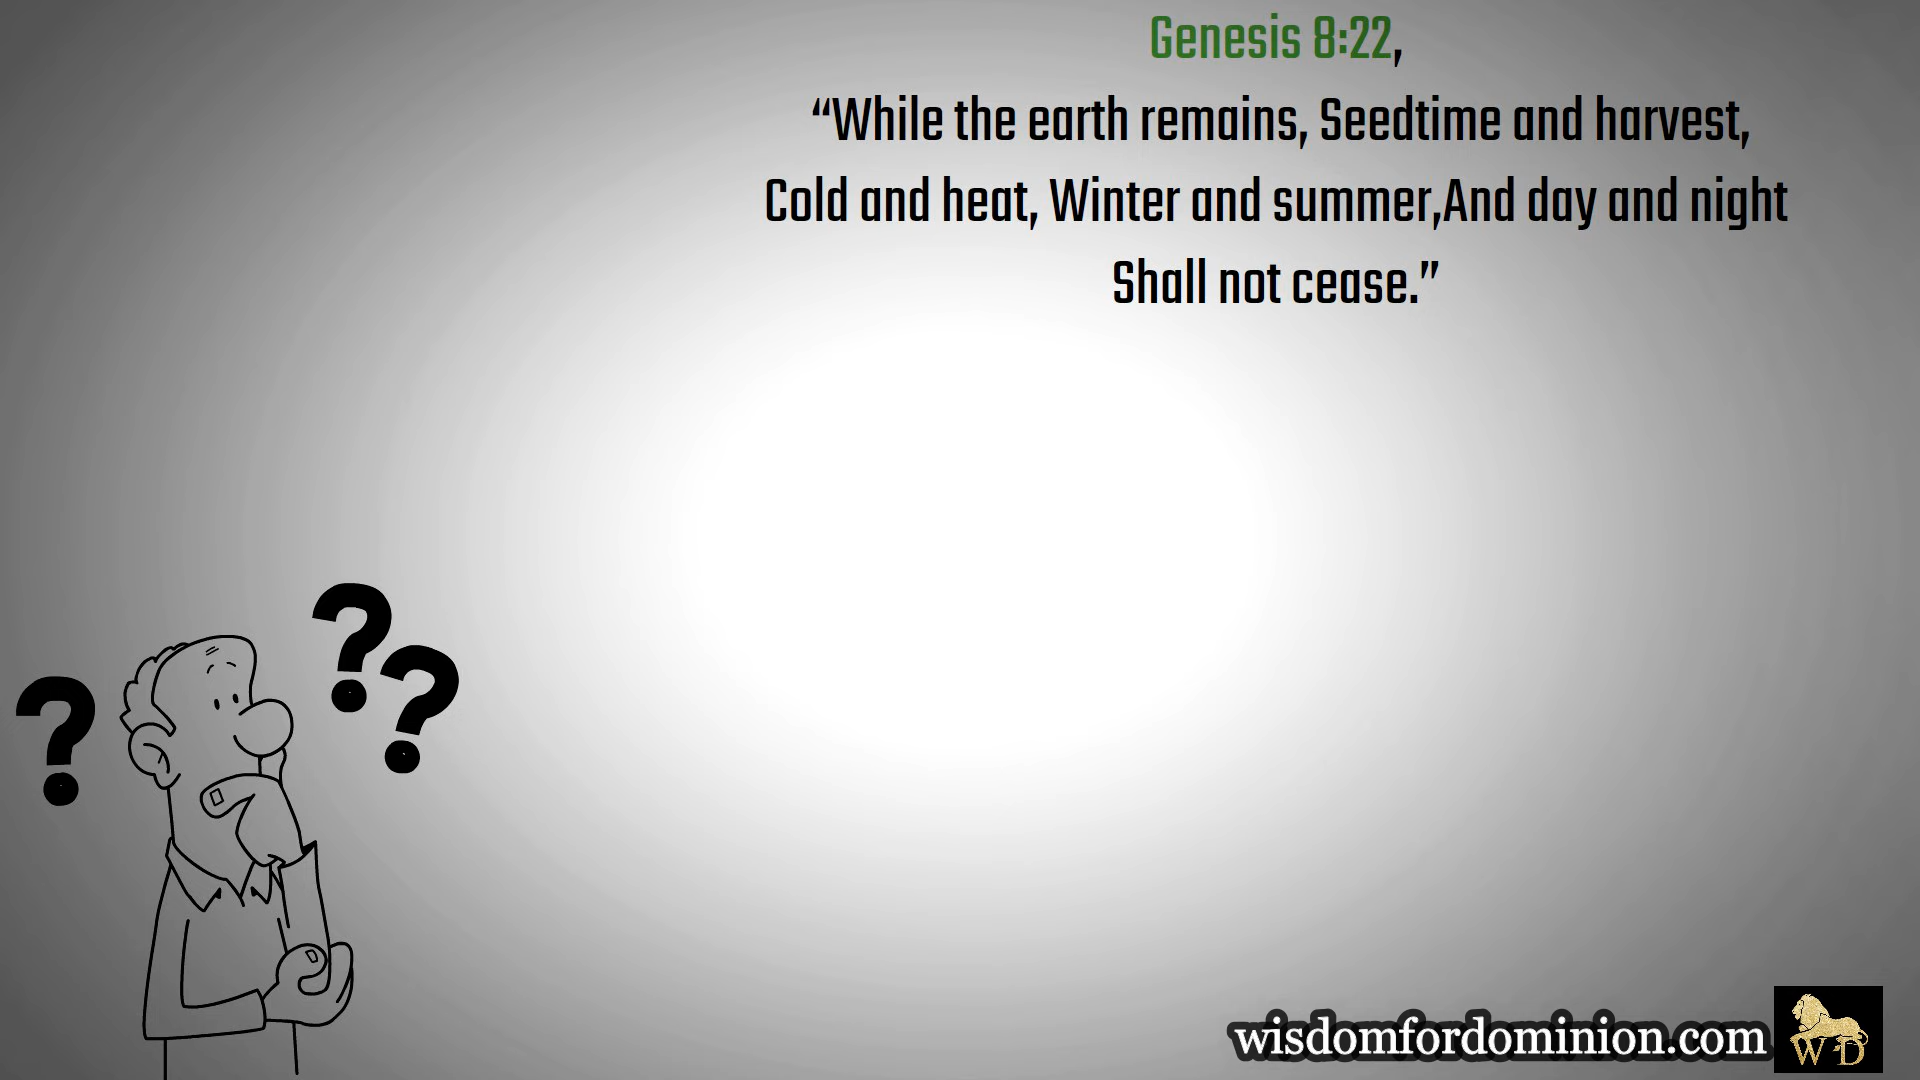 Genesis 8:22,
“While the earth remains, Seedtime and harvest,
Cold and heat, Winter and summer,And day and night
Shall not cease.”
?
?
?
wisdomfordominion.com
WD